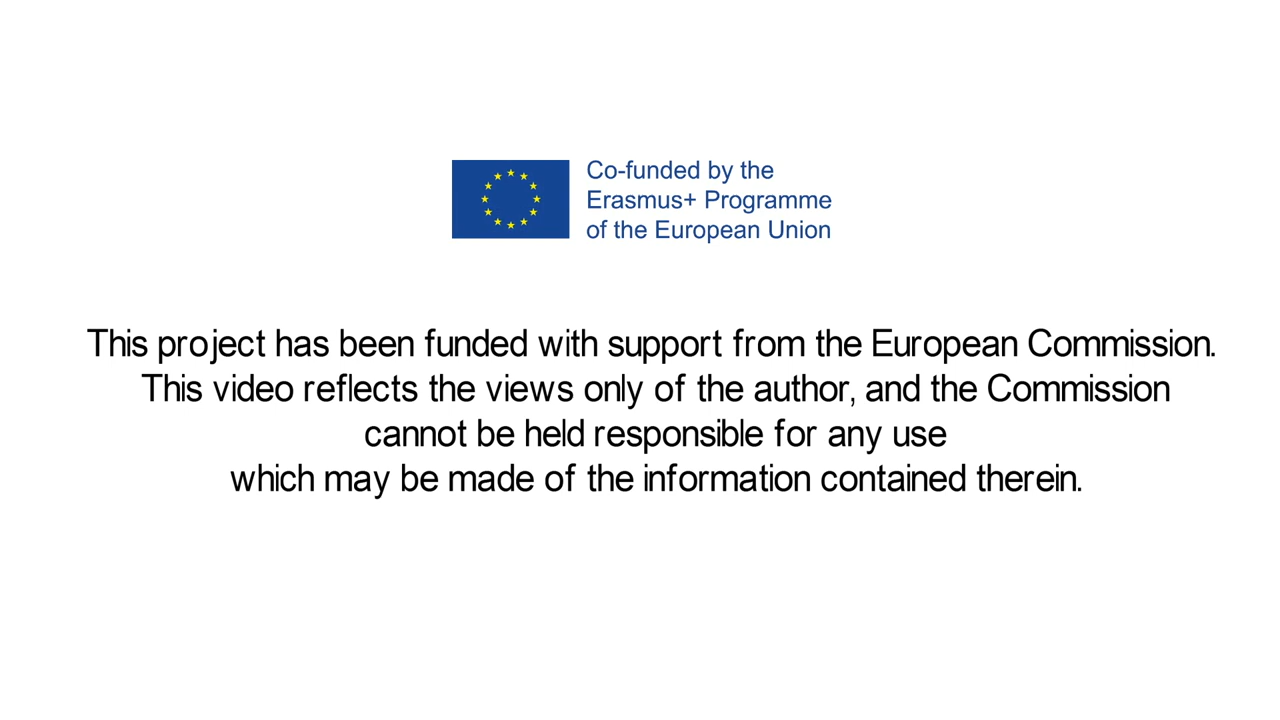 Co-funded by the
Erasmus+ Programme
of the European Union
This project has been funded with support from the European Commission.
This video reflects the views only of the author, and the Commission
cannot be held responsible for any use
which may be made of the information contained therein.